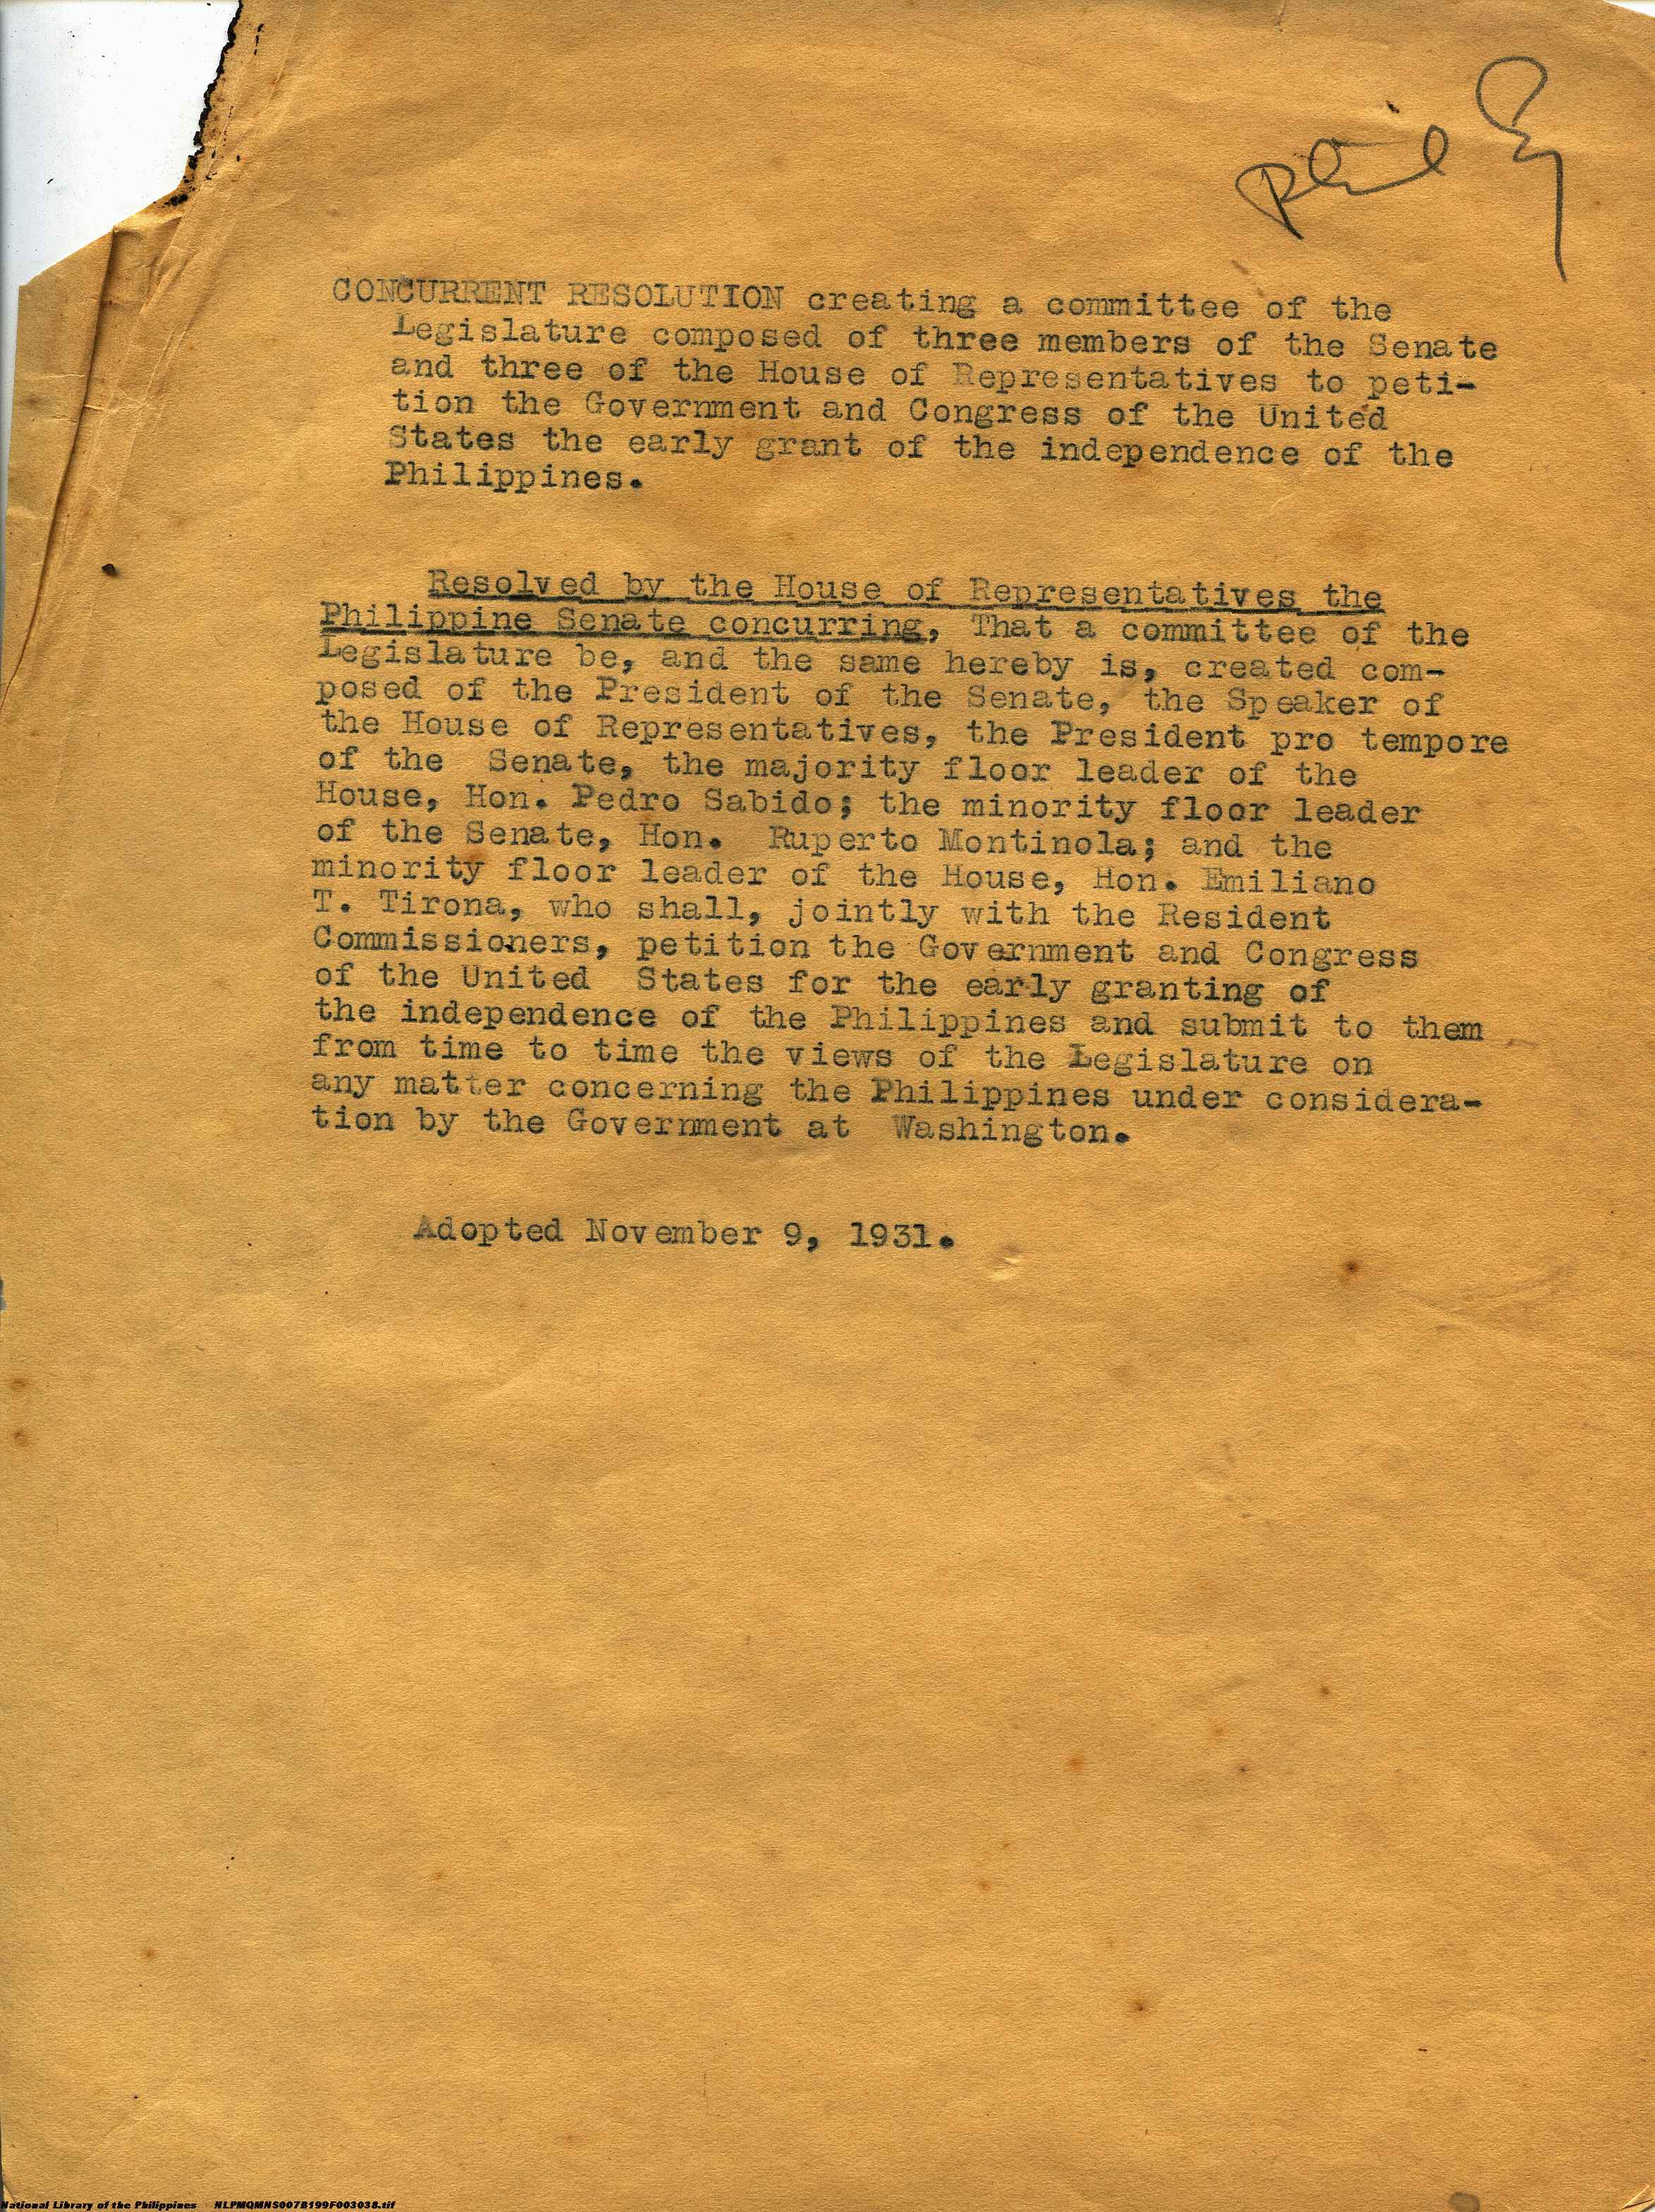 Phil
CONCURRENT RESOLUTION creating a committee of the
Legislature composed of three members of the Senate
and three of the House of Representatives to peti-
tion the Government and Congress of the United
States the early grant of the independence of the
Philippines.
Resolved by the House of Representatives the
Philippine Senate concurring, That a committee of the
Legislature be, and the same hereby is, created com-
posed of the President of the Senate, the Speaker of
the House of Representatives, the President pro tempore
of the Senate, the majority floor leader of the
House, Hon. Pedro Sabido; the minority floor leader
of the Senate, Hon. Ruperto Montinola; and the
minority floor leader of the House, Hon. Emiliano
T. Tirona, who shall, jointly with the Resident
Commissioners, petition the Government and Congress
of the United States for the early granting of
the independence of the Philippines and submit to them
from time to time the views of the Legislature on
any matter concerning the Philippines under considera-
tion by the Government at Washington.
Adopted November 9, 1931.
National Library of the Philippines NLPMQMNS007B199F003038.tif